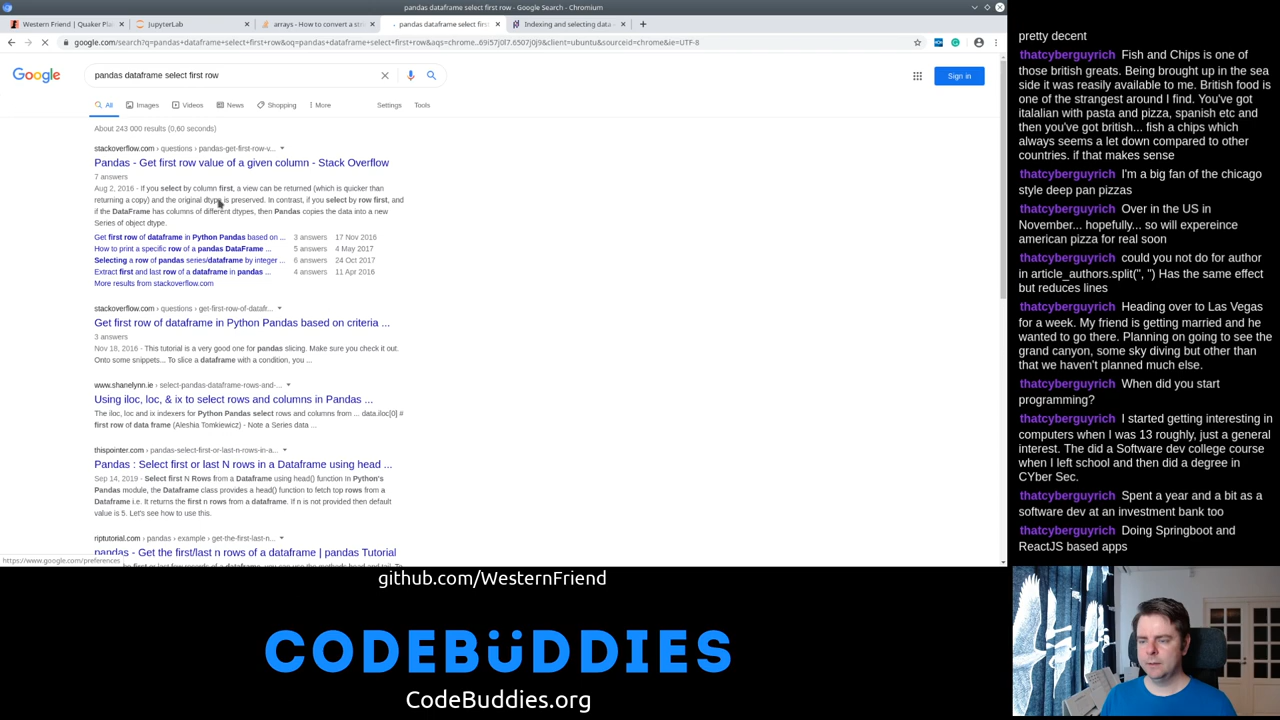 pandas dataframe select first row - Google Search - Chromium
Western Friend | Quaker Pla
JupyterLab
arrays - How to convert a str
pandas dataframe select first
Indexing and selecting data
google.com/search?q=pandas+dataframe+select+first+row&oq=pandas+dataframe+select+first+row&aqs=chrome..69i57j0l7.6507j0j9&client=ubuntu&sourceid=chrome&ie=UTF-8
Google
pandas dataframe select first row
Sign in
All
Images
Videos
News
Shopping
More
Settings
Tools
About 243 000 results (0,60 seconds)
stackoverflow.com › questions › pandas-get-first-row-v...
Pandas - Get first row value of a given column - Stack Overflow
7 answers
Aug 2, 2016 - If you select by column first, a view can be returned (which is quicker than
returning a copy) and the original dtype is preserved. In contrast, if you select by row first, and
if the DataFrame has columns of different dtypes, then Pandas copies the data into a new
Series of object dtype.
Get first row of dataframe in Python Pandas based on ... 3 answers 17 Nov 2016
How to print a specific row of a pandas DataFrame ... 5 answers 4 May 2017
Selecting a row of pandas series/dataframe by integer ... 6 answers 24 Oct 2017
Extract first and last row of a dataframe in pandas ... 4 answers 11 Apr 2016
More results from stackoverflow.com
stackoverflow.com › questions › get-first-row-of-datafr...
Get first row of dataframe in Python Pandas based on criteria ...
3 answers
Nov 18, 2016 - This tutorial is a very good one for pandas slicing. Make sure you check it out.
Onto some snippets... To slice a dataframe with a condition, you ...
www.shanelynn.ie › select-pandas-dataframe-rows-and-...
Using iloc, loc, & ix to select rows and columns in Pandas ...
The iloc, loc and ix indexers for Python Pandas select rows and columns from ... data.iloc[0] #
first row of data frame (Aleshia Tomkiewicz) - Note a Series data ...
thispointer.com › pandas-select-first-or-last-n-rows-in-a...
Pandas : Select first or last N rows in a Dataframe using head ...
Sep 14, 2019 - Select first N Rows from a Dataframe using head() function In Python's
Pandas module, the Dataframe class provides a head() function to fetch top rows from a
Dataframe i.e. It returns the first n rows from a dataframe. If n is not provided then default
value is 5. Let's see how to use this.
riptutorial.com › pandas › example › get-the-first-last-n...
pandas - Get the first/last n rows of a dataframe | pandas Tutorial
https://www.google.com/preferences
pretty decent
thatcyberguyrich Fish and Chips is one of
those british greats. Being brought up in the sea
side it was reasily available to me. British food is
one of the strangest around I find. You've got
italalian with pasta and pizza, spanish etc and
then you've got british... fish a chips which
always seems a let down compared to other
countries. if that makes sense
thatcyberguyrich I'm a big fan of the chicago
style deep pan pizzas
thatcyberguyrich Over in the US in
November... hopefully... so will expereince
american pizza for real soon
thatcyberguyrich could you not do for author
in article_authors.split(", ") Has the same effect
but reduces lines
thatcyberguyrich Heading over to Las Vegas
for a week. My friend is getting married and he
wanted to go there. Planning on going to see the
grand canyon, some sky diving but other than
that we haven't planned much else.
thatcyberguyrich When did you start
programming?
thatcyberguyrich I started getting interesting in
computers when I was 13 roughly, just a general
interest. The did a Software dev college course
when I left school and then did a degree in
CYber Sec.
thatcyberguyrich Spent a year and a bit as a
software dev at an investment bank too
thatcyberguyrich Doing Springboot and
ReactJS based apps
github.com/WesternFriend
CODEBÜDDIES
CodeBuddies.org